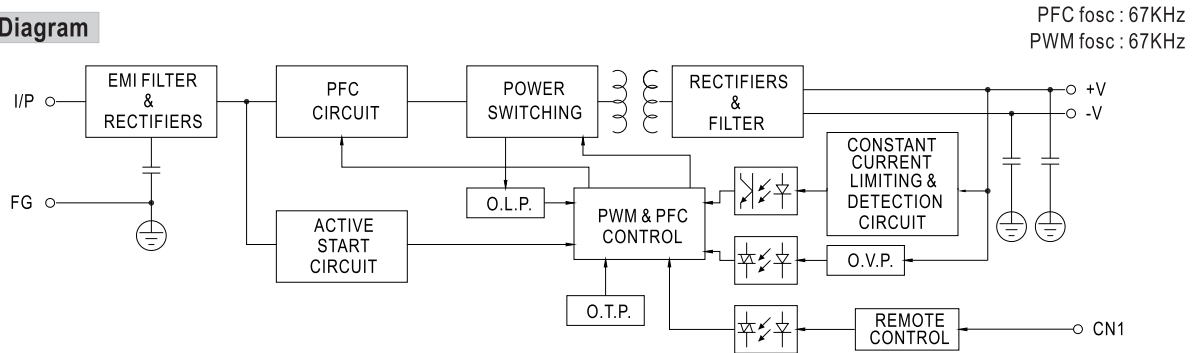 Diagram
PFC fosc : 67KHz
PWM fosc : 67KHz
I/P
EMI FILTER
&
RECTIFIERS
PFC
CIRCUIT
POWER
SWITCHING
RECTIFIERS
&
FILTER
+V
-V
CONSTANT
CURRENT
LIMITING &
DETECTION
CIRCUIT
FG
O.L.P.
PWM & PFC
CONTROL
ACTIVE
START
CIRCUIT
O.V.P.
O.T.P.
REMOTE
CONTROL
CN1